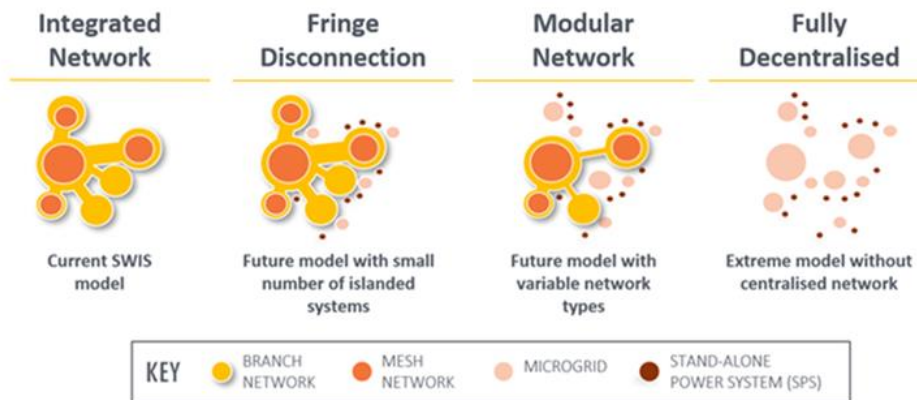 Integrated
Network
Fringe
Disconnection
Modular
Network
Fully
Decentralised
Current SWIS
model
Future model with small
number of islanded
systems
Future model with
variable network
types
Extreme model without
centralised network
KEY
BRANCH
NETWORK
MESH
NETWORK
MICROGRID
STAND-ALONE
POWER SYSTEM (SPS)